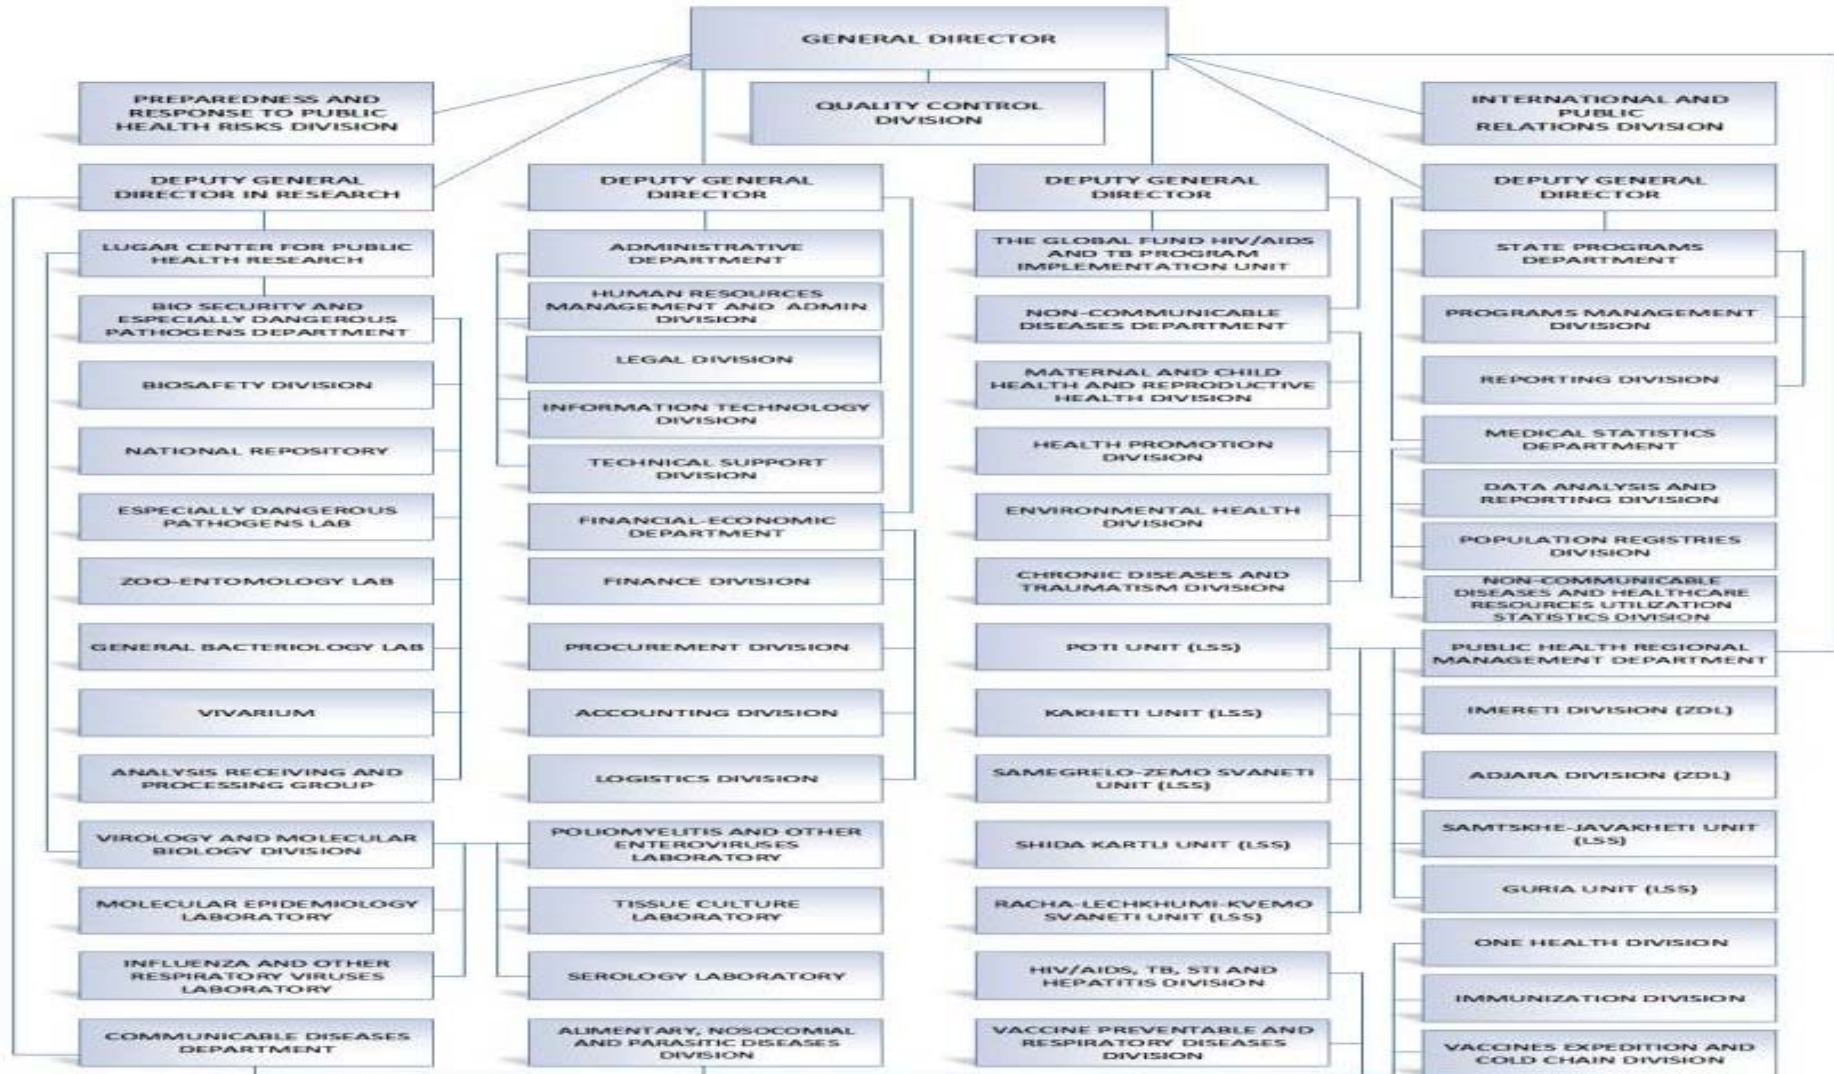 GENERAL DIRECTOR
PREPAREDNESS AND
RESPONSE TO PUBLIC
HEALTH RISKS DIVISION
QUALITY CONTROL
DIVISION
INTERNATIONAL AND
PUBLIC
RELATIONS DIVISION
DEPUTY GENERAL
DIRECTOR IN RESEARCH
DEPUTY GENERAL
DIRECTOR
DEPUTY GENERAL
DIRECTOR
DEPUTY GENERAL
DIRECTOR
LUGAR CENTER FOR PUBLIC
HEALTH RESEARCH
ADMINISTRATIVE
DEPARTMENT
THE GLOBAL FUND HIV/AIDS
AND TB PROGRAM
IMPLEMENTATION UNIT
STATE PROGRAMS
DEPARTMENT
BIO SECURITY AND
ESPECIALLY DANGEROUS
PATHOGENS DEPARTMENT
HUMAN RESOURCES
MANAGEMENT AND ADMIN
DIVISION
NON-COMMUNICABLE
DISEASES DEPARTMENT
PROGRAMS MANAGEMENT
DIVISION
BIOSAFETY DIVISION
LEGAL DIVISION
MATERNAL AND CHILD
HEALTH AND REPRODUCTIVE
HEALTH DIVISION
REPORTING DIVISION
NATIONAL REPOSITORY
INFORMATION TECHNOLOGY
DIVISION
HEALTH PROMOTION
DIVISION
MEDICAL STATISTICS
DEPARTMENT
ESPECIALLY DANGEROUS
PATHOGENS LAB
TECHNICAL SUPPORT
DIVISION
ENVIRONMENTAL HEALTH
DIVISION
DATA ANALYSIS AND
REPORTING DIVISION
FINANCIAL-ECONOMIC
DEPARTMENT
POPULATION REGISTRIES
DIVISION
ZOO-ENTOMOLOGY LAB
FINANCE DIVISION
CHRONIC DISEASES AND
TRAUMATISM DIVISION
NON-COMMUNICABLE
DISEASES AND HEALTHCARE
RESOURCES UTILIZATION
STATISTICS DIVISION
GENERAL BACTERIOLOGY LAB
PROCUREMENT DIVISION
POTI UNIT (LSS)
PUBLIC HEALTH REGIONAL
MANAGEMENT DEPARTMENT
VIVARIUM
ACCOUNTING DIVISION
KAKHETI UNIT (LSS)
IMERETI DIVISION (ZDL)
ANALYSIS RECEIVING AND
PROCESSING GROUP
LOGISTICS DIVISION
SAMEGRELO-ZEMO SVANETI
UNIT (LSS)
ADJARA DIVISION (ZDL)
VIROLOGY AND MOLECULAR
BIOLOGY DIVISION
POLIOMYELITIS AND OTHER
ENTEROVIRUSES
LABORATORY
SHIDA KARTLI UNIT (LSS)
SAMTSKHE-JAVAKHETI UNIT
(LSS)
MOLECULAR EPIDEMIOLOGY
LABORATORY
TISSUE CULTURE
LABORATORY
RACHA-LECHKHUMI-KVEMO
SVANETI UNIT (LSS)
GURIA UNIT (LSS)
INFLUENZA AND OTHER
RESPIRATORY VIRUSES
LABORATORY
SEROLOGY LABORATORY
HIV/AIDS, TB, STI AND
HEPATITIS DIVISION
ONE HEALTH DIVISION
IMMUNIZATION DIVISION
COMMUNICABLE DISEASES
DEPARTMENT
ALIMENTARY, NOSOCOMIAL
AND PARASITIC DISEASES
DIVISION
VACCINE PREVENTABLE AND
RESPIRATORY DISEASES
DIVISION
VACCINES EXPEDITION AND
COLD CHAIN DIVISION